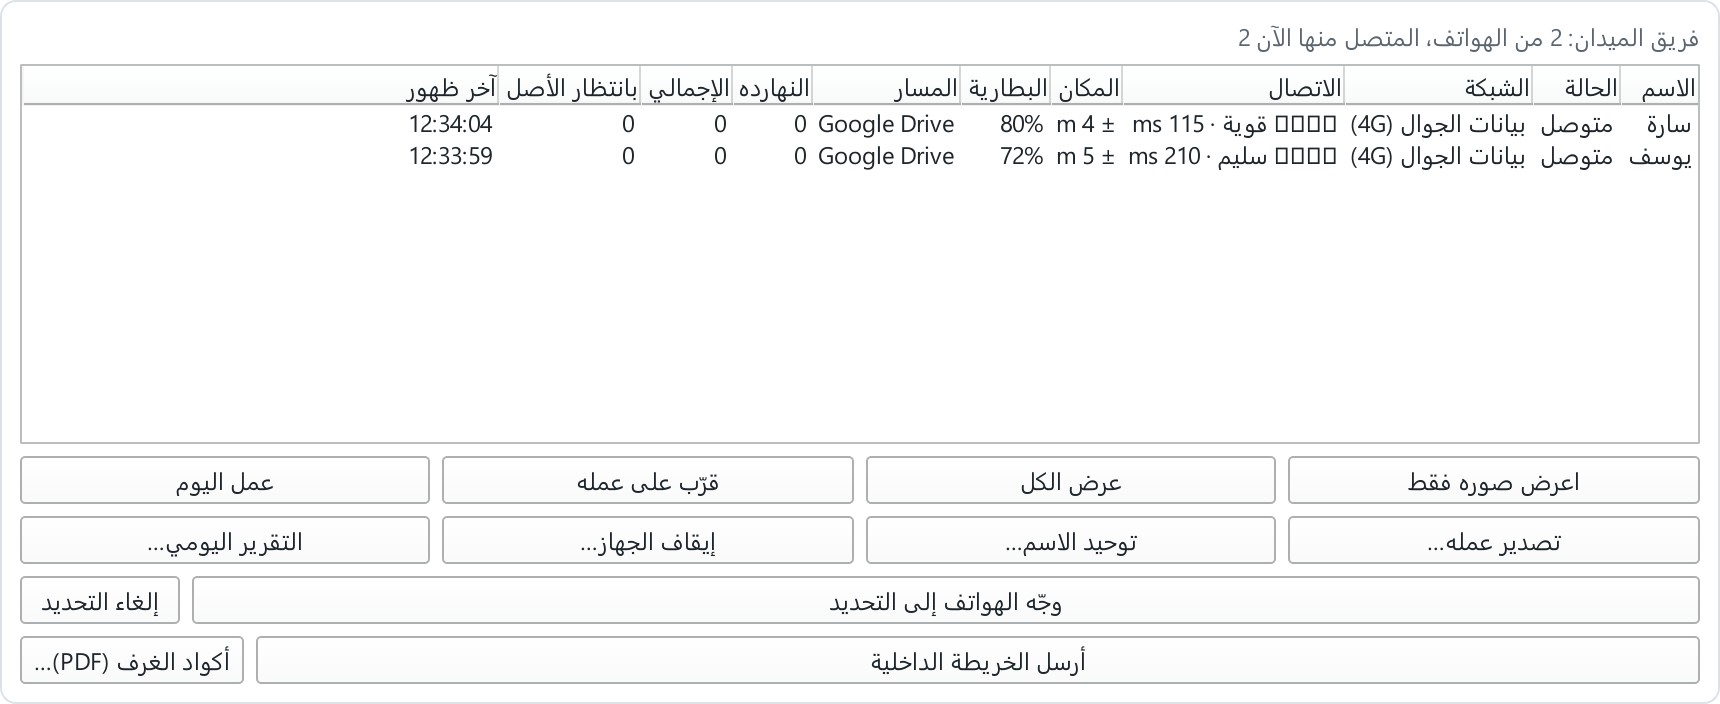 فريق الميدان: 2 من الهواتف، المتصل منها الآن 2
الاسم الحالة الشبكة الاتصال المكان البطارية المسار النهارده الإجمالي بانتظار الأصل آخر ظهور
سارة متوصل بيانات الجوال (4G) ▯▯▯▯ قوية · 115 ms ± 4 m 80% Google Drive 0 0 0 12:34:04
يوسف متوصل بيانات الجوال (4G) ▯▯▯▯ سليم · 210 ms ± 5 m 72% Google Drive 0 0 0 12:33:59
اعرض صوره فقط عرض الكل قرّب على عمله عمل اليوم
تصدير عمله... توحيد الاسم... إيقاف الجهاز... التقرير اليومي...
وجّه الهواتف إلى التحديد إلغاء التحديد
أرسل الخريطة الداخلية أكواد الغرف (PDF)...